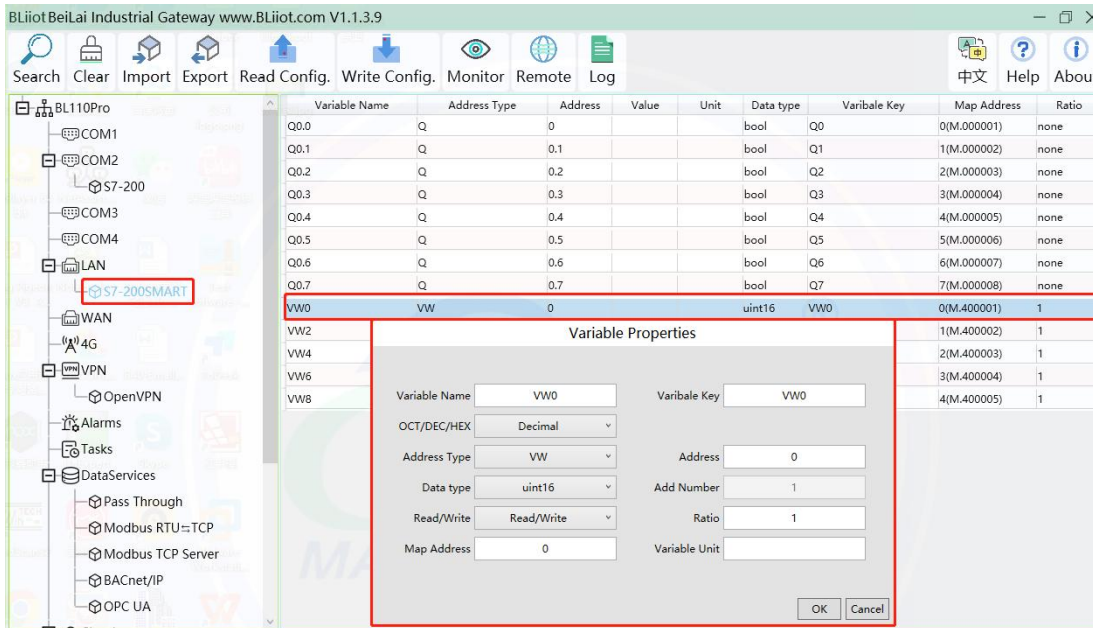 BLiiot BeiLai Industrial Gateway www.BLiiot.com V1.1.3.9
Search Clear Import Export Read Config. Write Config. Monitor Remote Log 中文 Help Abou
BL110Pro
COM1
COM2
S7-200
COM3
COM4
LAN
S7-200SMART
WAN
4G
VPN
OpenVPN
Alarms
Tasks
DataServices
Pass Through
Modbus RTU⇆TCP
Modbus TCP Server
BACnet/IP
OPC UA
Variable Name Address Type Address Value Unit Data type Varibale Key Map Address Ratio
Q0.0 Q 0 bool Q0 0(M.000001) none
Q0.1 Q 0.1 bool Q1 1(M.000002) none
Q0.2 Q 0.2 bool Q2 2(M.000003) none
Q0.3 Q 0.3 bool Q3 3(M.000004) none
Q0.4 Q 0.4 bool Q4 4(M.000005) none
Q0.5 Q 0.5 bool Q5 5(M.000006) none
Q0.6 Q 0.6 bool Q6 6(M.000007) none
Q0.7 Q 0.7 bool Q7 7(M.000008) none
VW0 VW 0 uint16 VW0 0(M.400001) 1
VW2 1(M.400002) 1
VW4 2(M.400003) 1
VW6 3(M.400004) 1
VW8 4(M.400005) 1
Variable Properties
Variable Name VW0 Varibale Key VW0
OCT/DEC/HEX Decimal
Address Type VW Address 0
Data type uint16 Add Number 1
Read/Write Read/Write Ratio 1
Map Address 0 Variable Unit
OK Cancel